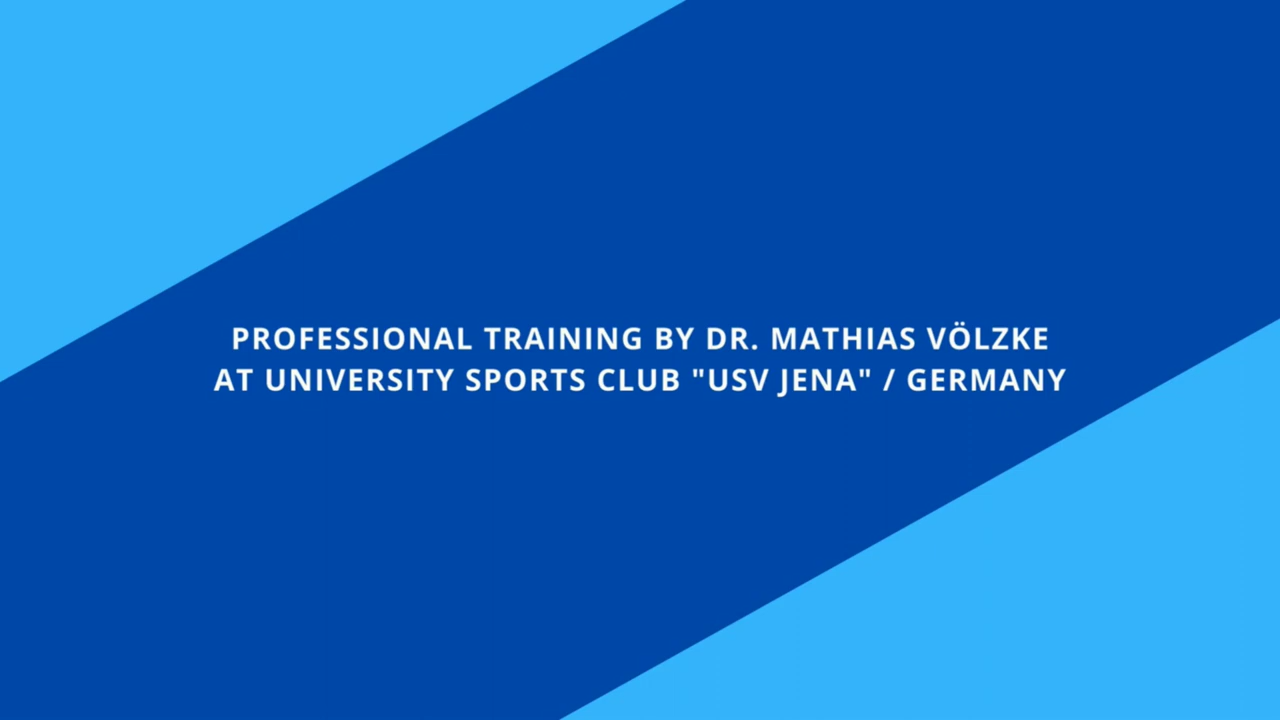 PROFESSIONAL TRAINING BY DR. MATHIAS VÖLZKE
AT UNIVERSITY SPORTS CLUB "USV JENA" / GERMANY